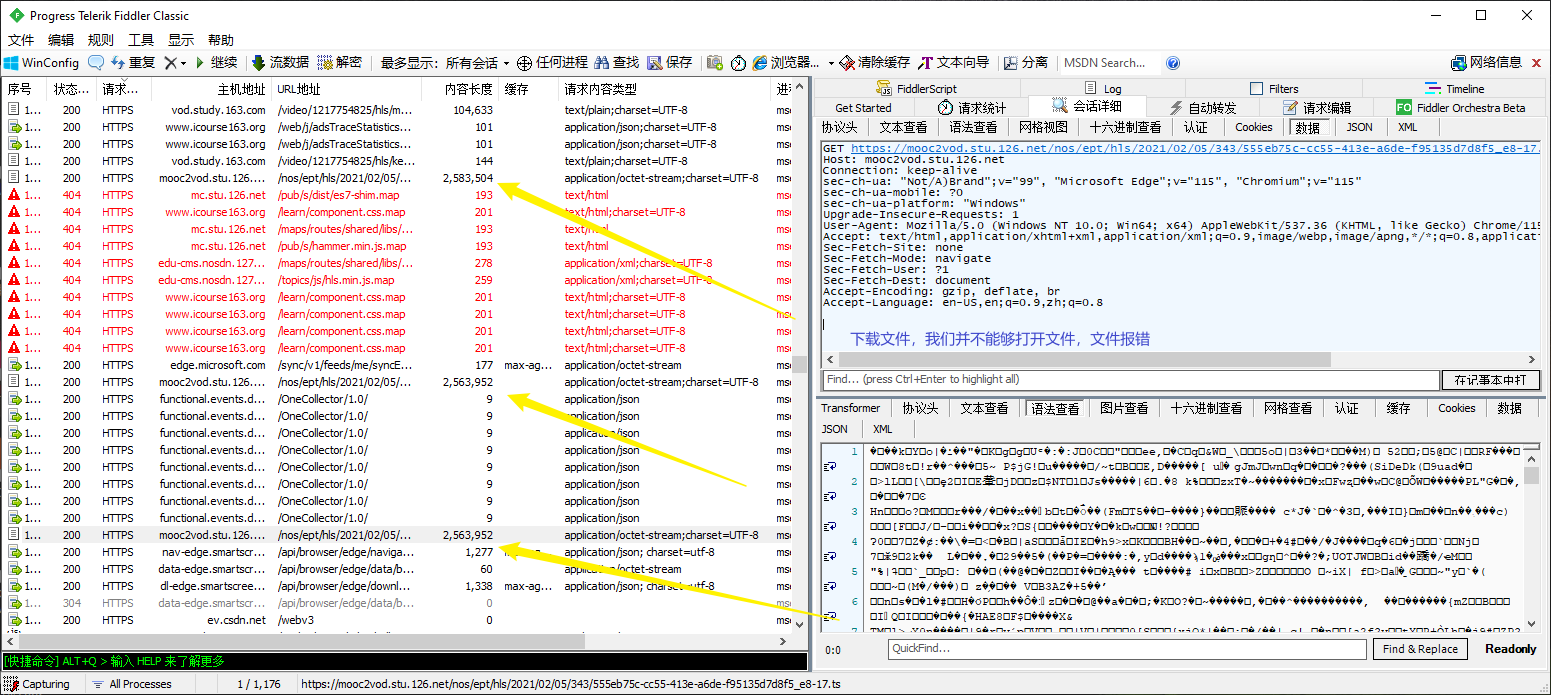 Progress Telerik Fiddler Classic
文件 编辑 规则 工具 显示 帮助
WinConfig 重复 继续 流数据 解密 最多显示: 所有会话 任何进程 查找 保存 浏览器... 清除缓存 文本向导 分离 MSDN Search... 网络信息
序号 状态... 请求... 主机地址 URL地址 内容长度 缓存 请求内容类型 进
1... 200 HTTPS vod.study.163.com /video/1217754825/hls/m... 104,633 text/plain;charset=UTF-8 mse
1... 200 HTTPS www.icourse163.org /web/j/adsTraceStatistics... 101 application/json;charset=UTF-8 mse
1... 200 HTTPS www.icourse163.org /web/j/adsTraceStatistics... 101 application/json;charset=UTF-8 mse
1... 200 HTTPS vod.study.163.com /video/1217754825/hls/ke... 144 text/plain;charset=UTF-8 mse
1... 200 HTTPS mooc2vod.stu.126.... /nos/ept/hls/2021/02/05/... 2,583,504 application/octet-stream;charset=UTF-8 mse
1... 404 HTTPS mc.stu.126.net /pub/s/dist/es7-shim.map 193 text/html mse
1... 404 HTTPS www.icourse163.org /learn/component.css.map 201 text/html;charset=UTF-8 mse
1... 404 HTTPS mc.stu.126.net /maps/routes/shared/libs/... 193 text/html mse
1... 404 HTTPS mc.stu.126.net /pub/s/hammer.min.js.map 193 text/html mse
1... 404 HTTPS edu-cms.nosdn.127... /maps/routes/shared/libs/... 278 application/xml;charset=UTF-8 mse
1... 404 HTTPS edu-cms.nosdn.127... /topics/js/hls.min.js.map 259 application/xml;charset=UTF-8 mse
1... 404 HTTPS www.icourse163.org /learn/component.css.map 201 text/html;charset=UTF-8 mse
1... 404 HTTPS www.icourse163.org /learn/component.css.map 201 text/html;charset=UTF-8
1... 404 HTTPS www.icourse163.org /learn/component.css.map 201 text/html;charset=UTF-8 mse
1... 404 HTTPS www.icourse163.org /learn/component.css.map 201 text/html;charset=UTF-8 mse
1... 200 HTTPS edge.microsoft.com /sync/v1/feeds/me/syncE... 177 max-ag... application/octet-stream mse
1... 200 HTTPS mooc2vod.stu.126.... /nos/ept/hls/2021/02/05/... 2,563,952 application/octet-stream;charset=UTF-8 mse
1... 200 HTTPS functional.events.d... /OneCollector/1.0/ 9 application/json mse
1... 200 HTTPS functional.events.d... /OneCollector/1.0/ 9 application/json mse
1... 200 HTTPS functional.events.d... /OneCollector/1.0/ 9 application/json mse
1... 200 HTTPS functional.events.d... /OneCollector/1.0/ 9 application/json mse
1... 200 HTTPS functional.events.d... /OneCollector/1.0/ 9 application/json mse
1... 200 HTTPS functional.events.d... /OneCollector/1.0/ 9 application/json mse
1... 200 HTTPS functional.events.d... /OneCollector/1.0/ 9 application/json mse
1... 200 HTTPS functional.events.d... /OneCollector/1.0/ 9 application/json mse
1... 200 HTTPS mooc2vod.stu.126.... /nos/ept/hls/2021/02/05/... 2,563,952 application/octet-stream;charset=UTF-8 mse
1... 200 HTTPS nav-edge.smartscr... /api/browser/edge/naviga... 1,277 application/json; charset=utf-8 mse
1... 200 HTTPS data-edge.smartscr... /api/browser/edge/data/b... 60 application/octet-stream mse
1... 200 HTTPS dl-edge.smartscree... /api/browser/edge/downl... 1,338 max-ag... application/json; charset=utf-8 mse
1... 304 HTTPS data-edge.smartscr... /api/browser/edge/data/b... 0 mse
1... 200 HTTPS ev.csdn.net /webv3 0 mse
[快捷命令] ALT+Q > 输入 HELP 来了解更多
Capturing All Processes 1 / 1,176 https://mooc2vod.stu.126.net/nos/ept/hls/2021/02/05/343/555eb75c-cc55-413e-a6de-f95135d7d8f5_e8-17.ts
FiddlerScript Log Filters Timeline
Get Started 请求统计 会话详细 自动转发 请求编辑 FO Fiddler Orchestra Beta
协议头 文本查看 语法查看 网格视图 十六进制查看 认证 Cookies 数据 JSON XML
GET https://mooc2vod.stu.126.net/nos/ept/hls/2021/02/05/343/555eb75c-cc55-413e-a6de-f95135d7d8f5_e8-17.
Host: mooc2vod.stu.126.net
Connection: keep-alive
sec-ch-ua: "Not/A)Brand";v="99", "Microsoft Edge";v="115", "Chromium";v="115"
sec-ch-ua-mobile: ?0
sec-ch-ua-platform: "Windows"
Upgrade-Insecure-Requests: 1
User-Agent: Mozilla/5.0 (Windows NT 10.0; Win64; x64) AppleWebKit/537.36 (KHTML, like Gecko) Chrome/115
Accept: text/html,application/xhtml+xml,application/xml;q=0.9,image/webp,image/apng,*/*;q=0.8,applicat
Sec-Fetch-Site: none
Sec-Fetch-Mode: navigate
Sec-Fetch-User: ?1
Sec-Fetch-Dest: document
Accept-Encoding: gzip, deflate, br
Accept-Language: en-US,en;q=0.9,zh;q=0.8
下载文件，我们并不能够打开文件，文件报错
Find... (press Ctrl+Enter to highlight all) 在记事本中打
Transformer 协议头 文本查看 语法查看 图片查看 十六进制查看 网格查看 认证 缓存 Cookies 数据
JSON XML
1
2
3
4
5
6
7
0:0 QuickFind... Find & Replace Readonly